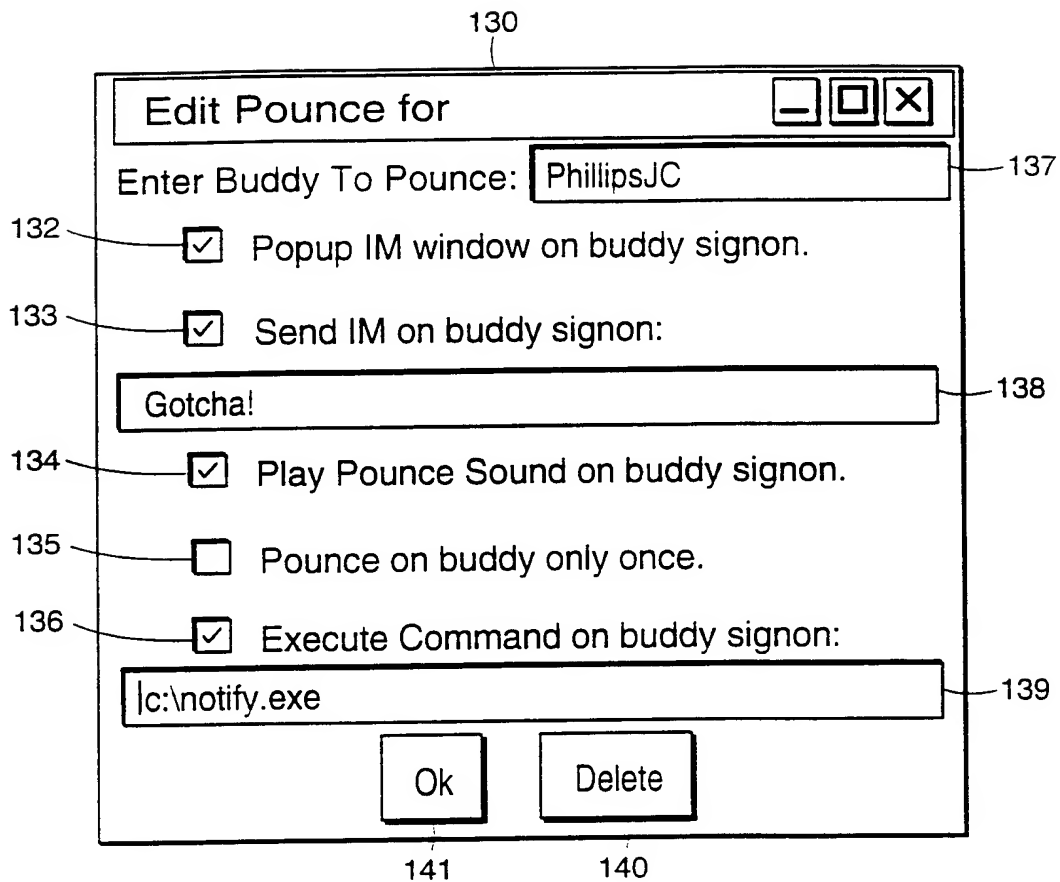 130
Edit Pounce for
Enter Buddy To Pounce: PhillipsJC 137
132 Popup IM window on buddy signon.
133 Send IM on buddy signon:
Gotcha! 138
134 Play Pounce Sound on buddy signon.
135 Pounce on buddy only once.
136 Execute Command on buddy signon:
c:\notify.exe 139
Ok Delete
141 140